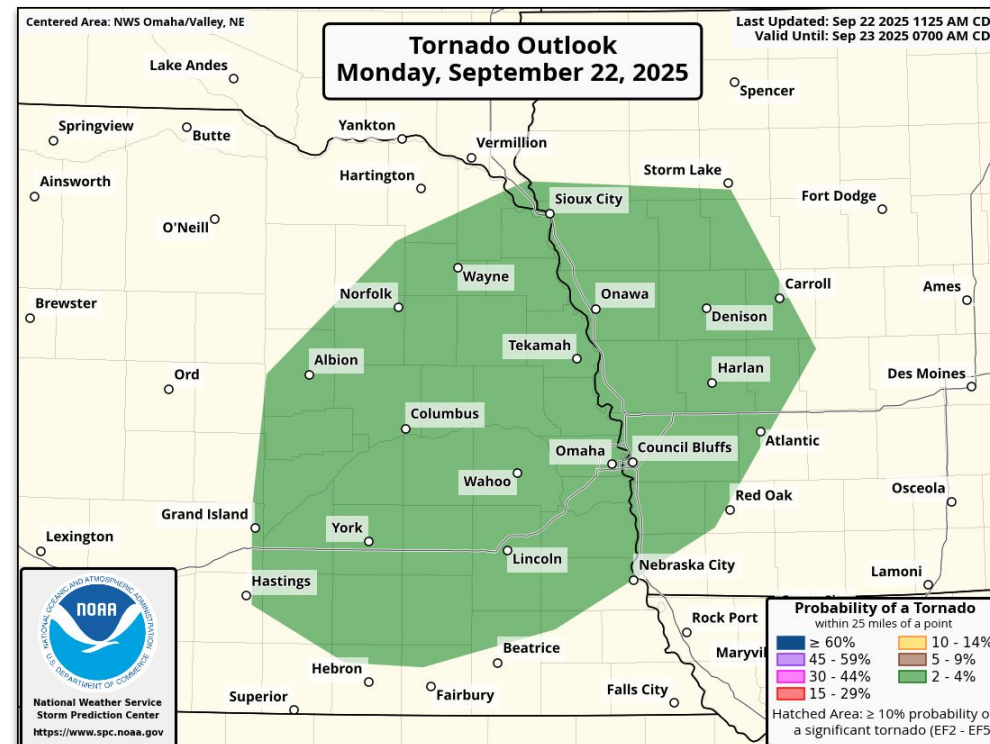 Centered Area: NWS Omaha/Valley, NE
Tornado Outlook
Monday, September 22, 2025
Last Updated: Sep 22 2025 1125 AM CD
Valid Until: Sep 23 2025 0700 AM CD
Lake Andes
Spencer
Springview
Butte
Yankton
Vermillion
Ainsworth
Hartington
Storm Lake
O'Neill
Sioux City
Fort Dodge
Wayne
Brewster
Norfolk
Onawa
Carroll
Ames
Denison
Tekamah
Albion
Ord
Harlan
Des Moines
Columbus
Omaha
Council Bluffs
Atlantic
Wahoo
Red Oak
Osceola
Grand Island
York
Lexington
Lincoln
Nebraska City
Lamoni
Hastings
Rock Port
Beatrice
Maryvil
Hebron
Fairbury
Falls City
Superior
NATIONAL OCEANIC AND ATMOSPHERIC ADMINISTRATION
NOAA
U.S. DEPARTMENT OF COMMERCE
National Weather Service
Storm Prediction Center
https://www.spc.noaa.gov
Probability of a Tornado
within 25 miles of a point
≥ 60%
45 - 59%
30 - 44%
15 - 29%
10 - 14%
5 - 9%
2 - 4%
Hatched Area: ≥ 10% probability o
a significant tornado (EF2 - EF5